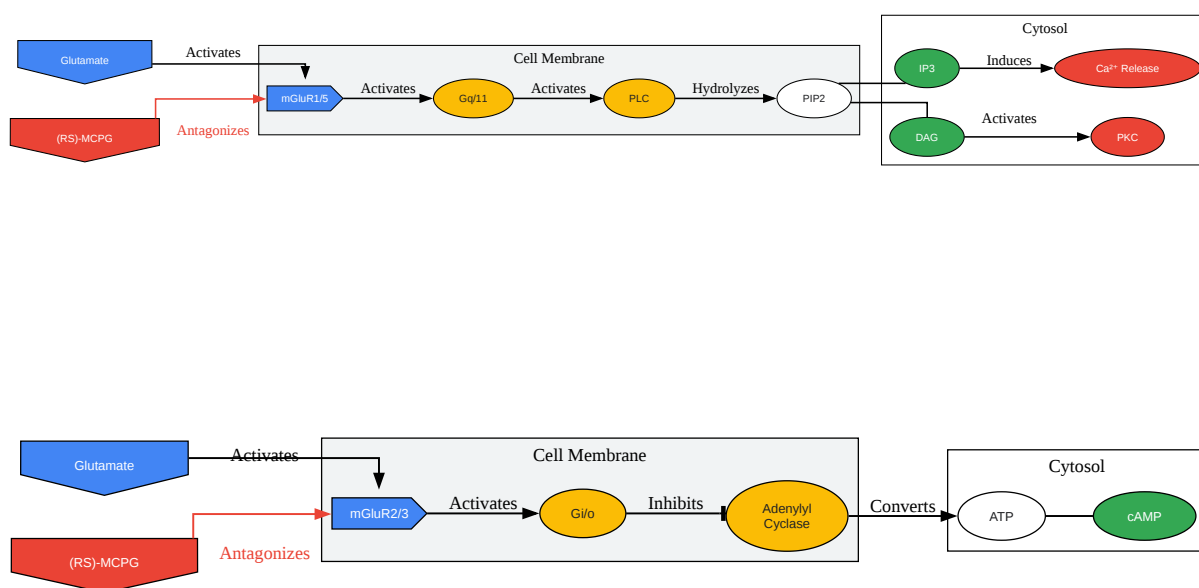 Cytosol
Glutamate
Activates
Cell Membrane
IP3
Induces
Ca²⁺ Release
mGluR1/5
Activates
Gq/11
Activates
PLC
Hydrolyzes
PIP2
(RS)-MCPG
Antagonizes
DAG
Activates
PKC
Glutamate
Activates
Cell Membrane
Cytosol
mGluR2/3
Activates
Gi/o
Inhibits
Adenylyl
Cyclase
Converts
ATP
cAMP
(RS)-MCPG
Antagonizes